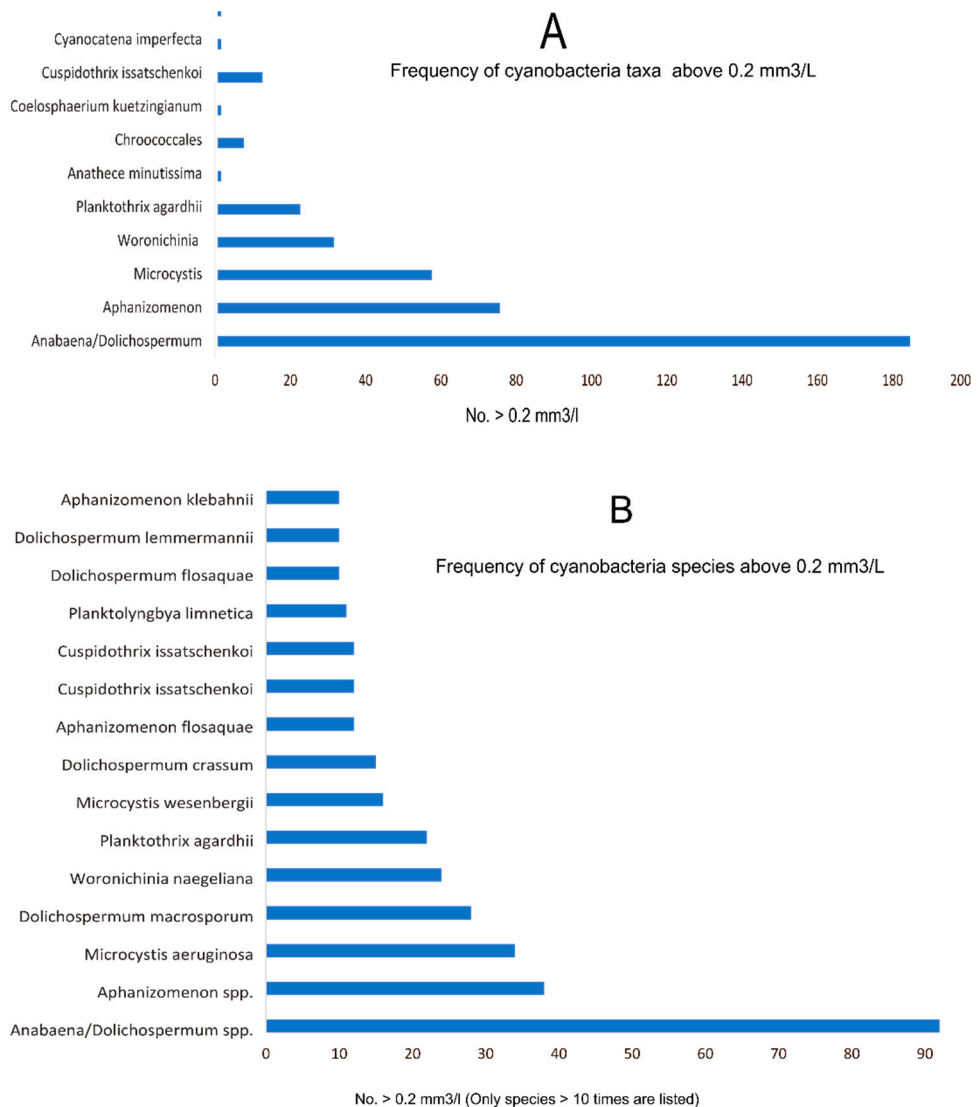 A
Frequency of cyanobacteria taxa above 0.2 mm3/L
Cyanocatena imperfecta
Cuspidothrix issatschenkoi
Coelosphaerium kuetzingianum
Chroococcales
Anathece minutissima
Planktothrix agardhii
Woronichinia
Microcystis
Aphanizomenon
Anabaena/Dolichospermum
0 20 40 60 80 100 120 140 160 180 200
No. > 0.2 mm3/l
B
Frequency of cyanobacteria species above 0.2 mm3/L
Aphanizomenon klebahnii
Dolichospermum lemmermannii
Dolichospermum flosaquae
Planktolyngbya limnetica
Cuspidothrix issatschenkoi
Cuspidothrix issatschenkoi
Aphanizomenon flosaquae
Dolichospermum crassum
Microcystis wesenbergii
Planktothrix agardhii
Woronichinia naegeliana
Dolichospermum macrosporum
Microcystis aeruginosa
Aphanizomenon spp.
Anabaena/Dolichospermum spp.
0 10 20 30 40 50 60 70 80 90
No. > 0.2 mm3/l (Only species > 10 times are listed)